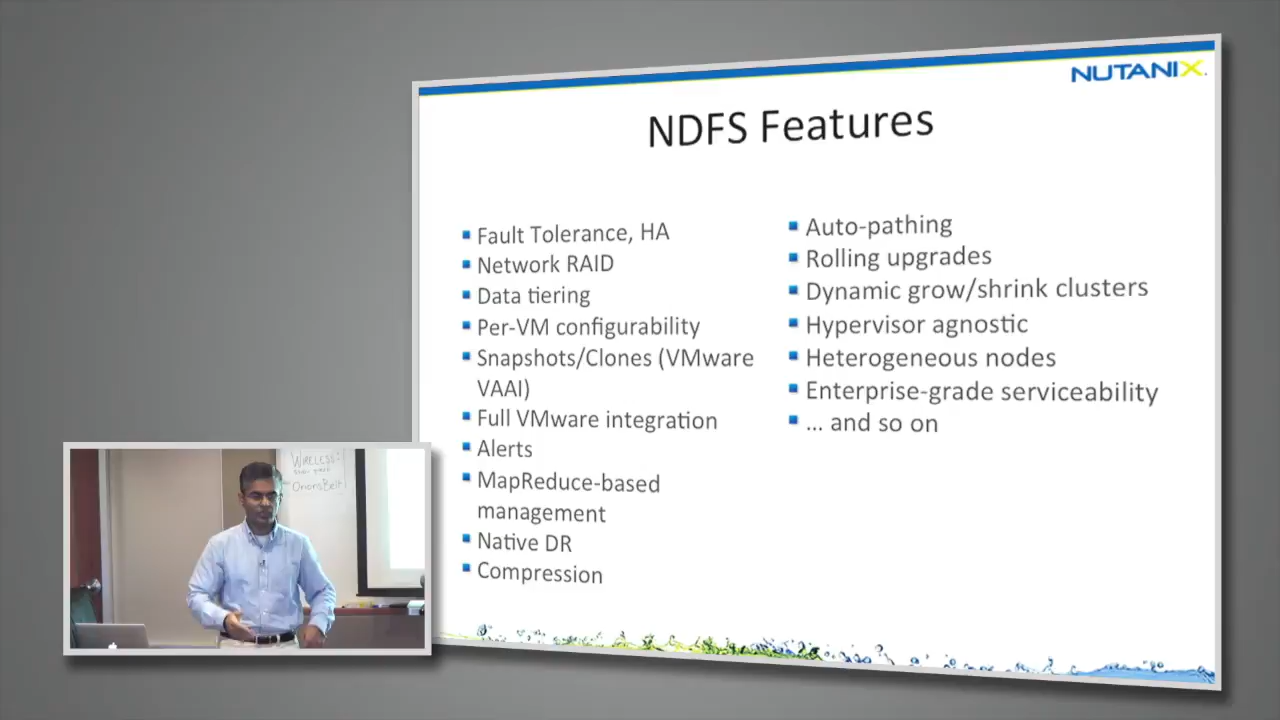 NUTANIX
NDFS Features
Fault Tolerance, HA
Network RAID
Data tiering
Per-VM configurability
Snapshots/Clones (VMware
VAAI)
Full VMware integration
Alerts
MapReduce-based
management
Native DR
Compression
Auto-pathing
Rolling upgrades
Dynamic grow/shrink clusters
Hypervisor agnostic
Heterogeneous nodes
Enterprise-grade serviceability
... and so on
WIRELESS: